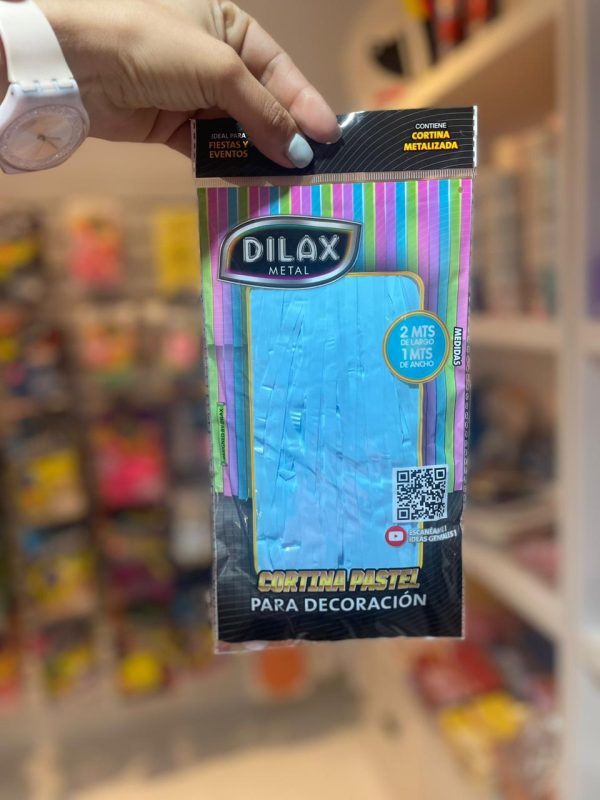 IDEAL PARA
FIESTAS Y
EVENTOS
CONTIENE
CORTINA
METALIZADA
DILAX
METAL
2 MTS
DE LARGO
1 MTS
DE ANCHO
MEDIDAS
ESCANÉAME!
IDEAS GENIALES!
CORTINA PASTEL
PARA DECORACIÓN